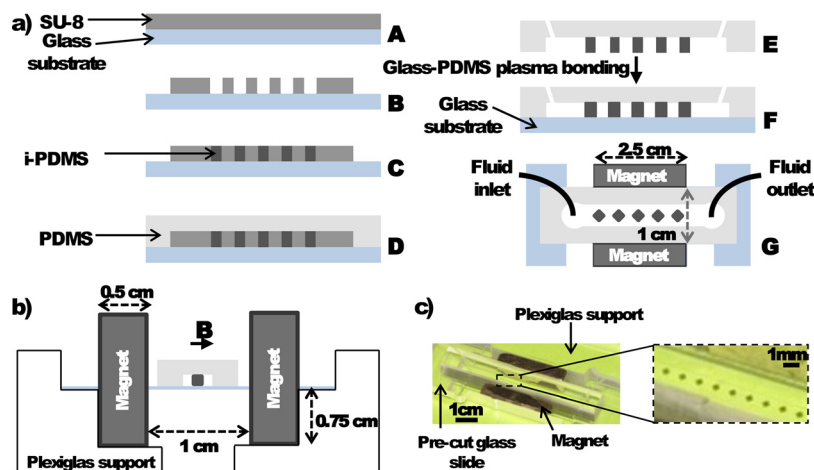 a)
SU-8
Glass
substrate
A
B
i-PDMS
C
PDMS
D
E
Glass-PDMS plasma bonding
Glass
substrate
F
2.5 cm
Fluid
inlet
Magnet
Fluid
outlet
1 cm
Magnet
G
b)
0.5 cm
B
Magnet
Magnet
1 cm
0.75 cm
Plexiglas support
c)
Plexiglas support
1cm
1mm
Pre-cut glass
slide
Magnet